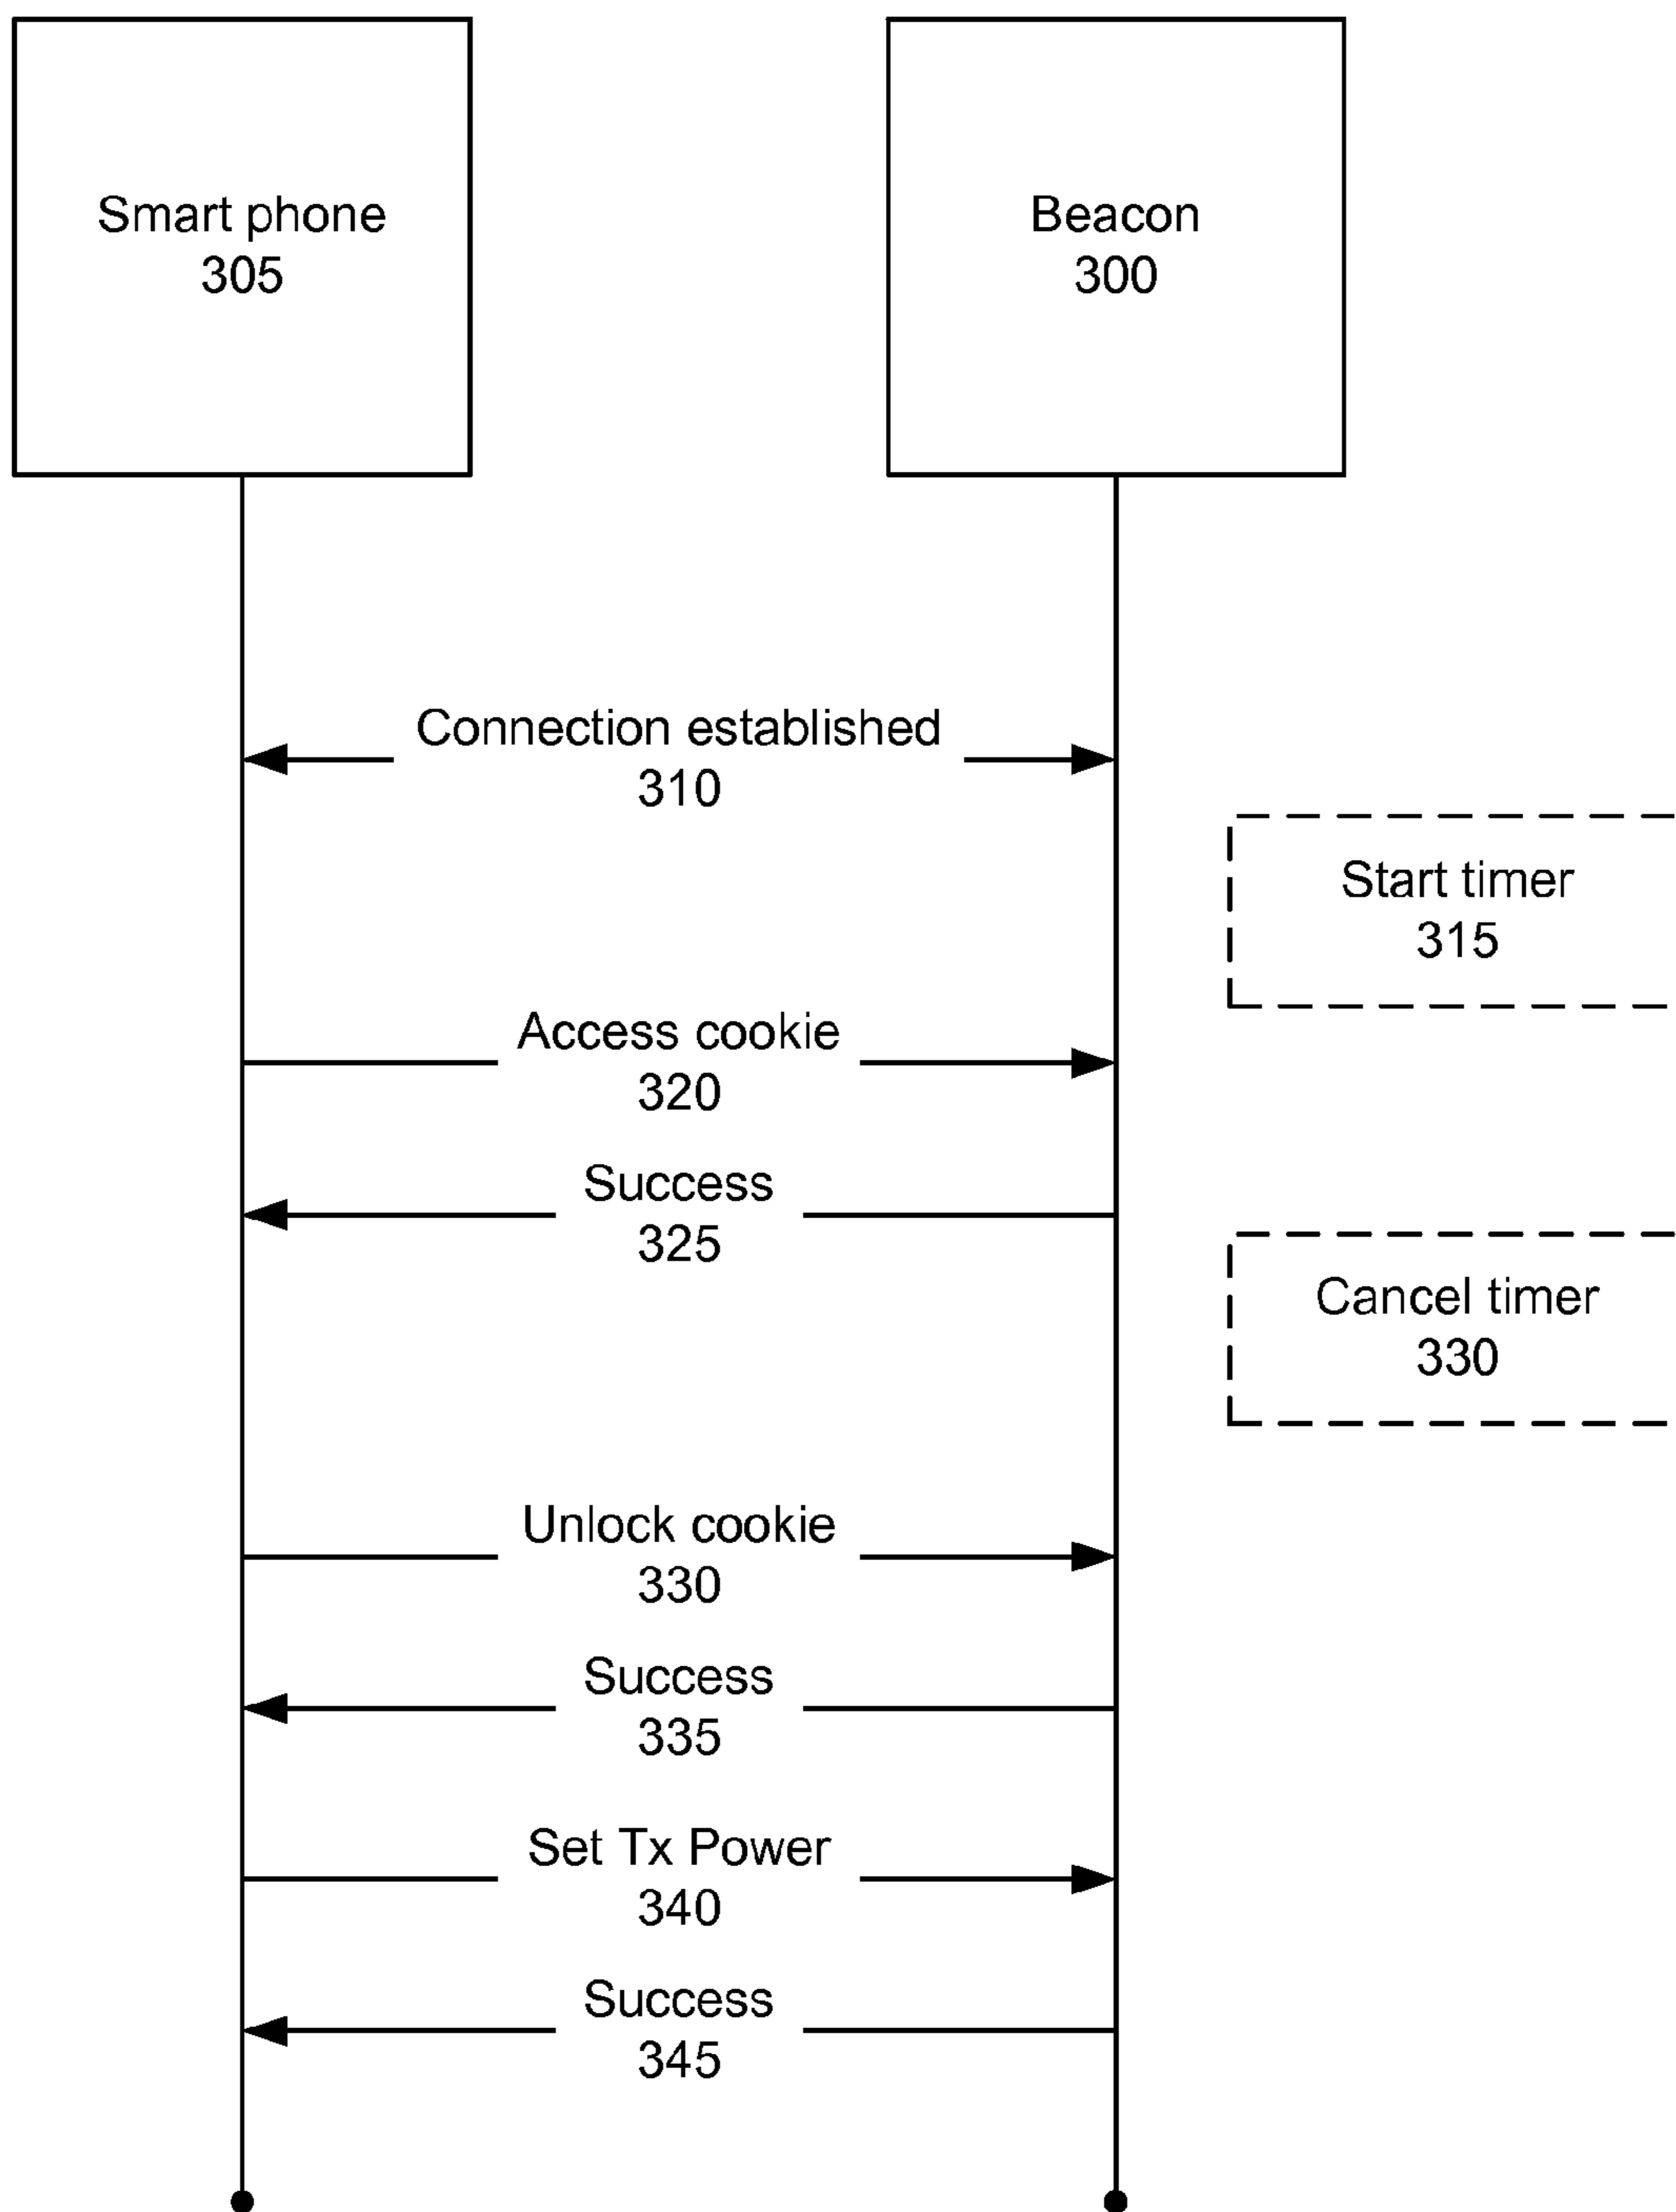 Smart phone
305
Beacon
300
Connection established
310
Start timer
315
Access cookie
320
Success
325
Cancel timer
330
Unlock cookie
330
Success
335
Set Tx Power
340
Success
345